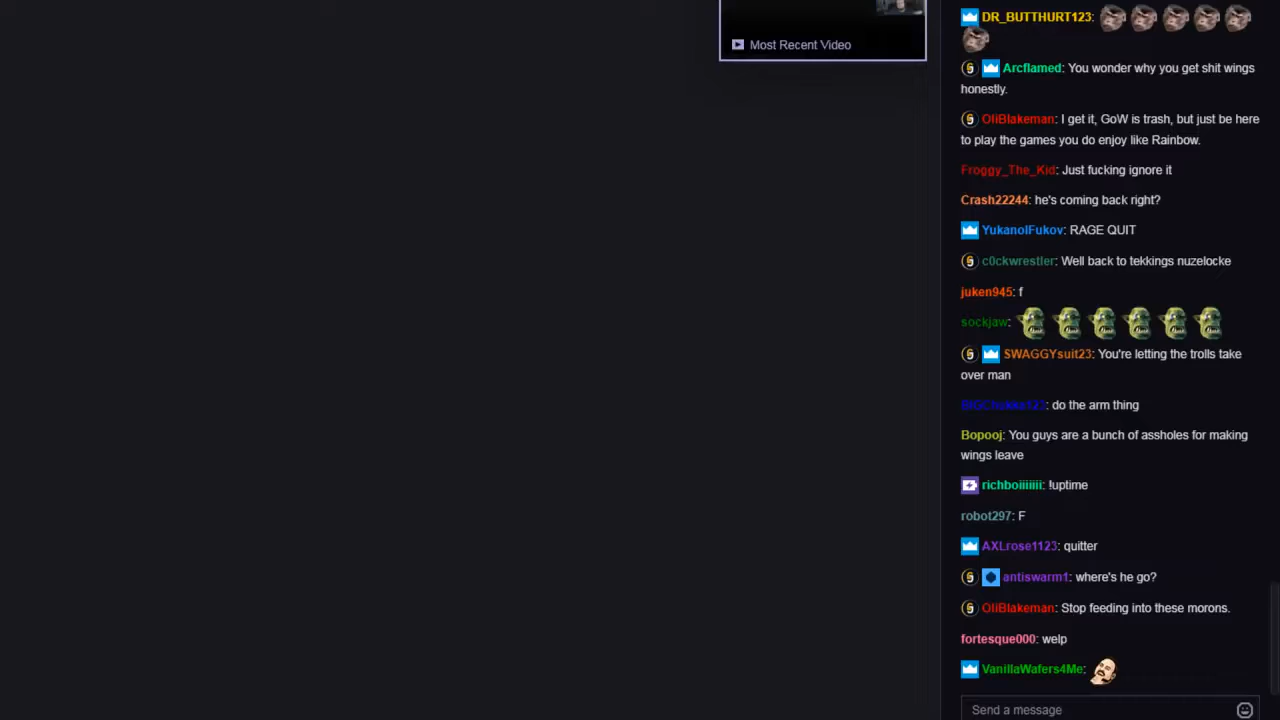 Most Recent Video
DR_BUTTHURT123:
Arcflamed: You wonder why you get shit wings
honestly.
OliBlakeman: I get it, GoW is trash, but just be here
to play the games you do enjoy like Rainbow.
Froggy_The_Kid: Just fucking ignore it
Crash22244: he's coming back right?
YukanolFukov: RAGE QUIT
c0ckwrestler: Well back to tekkings nuzelocke
juken945: f
sockjaw:
SWAGGYsuit23: You're letting the trolls take
over man
: do the arm thing
Bopooj: You guys are a bunch of assholes for making
wings leave
richboiiiiiii: !uptime
robot297: F
AXLrose1123: quitter
antiswarm1: where's he go?
OliBlakeman: Stop feeding into these morons.
fortesque000: welp
VanillaWafers4Me:
Send a message